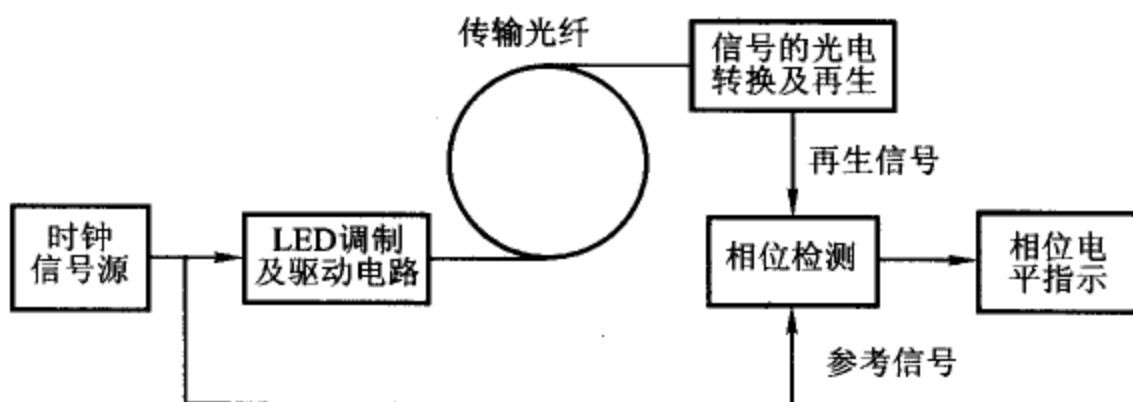 传输光纤
信号的光电
转换及再生
再生信号
时钟
信号源
LED调制
及驱动电路
相位检测
相位电
平指示
参考信号